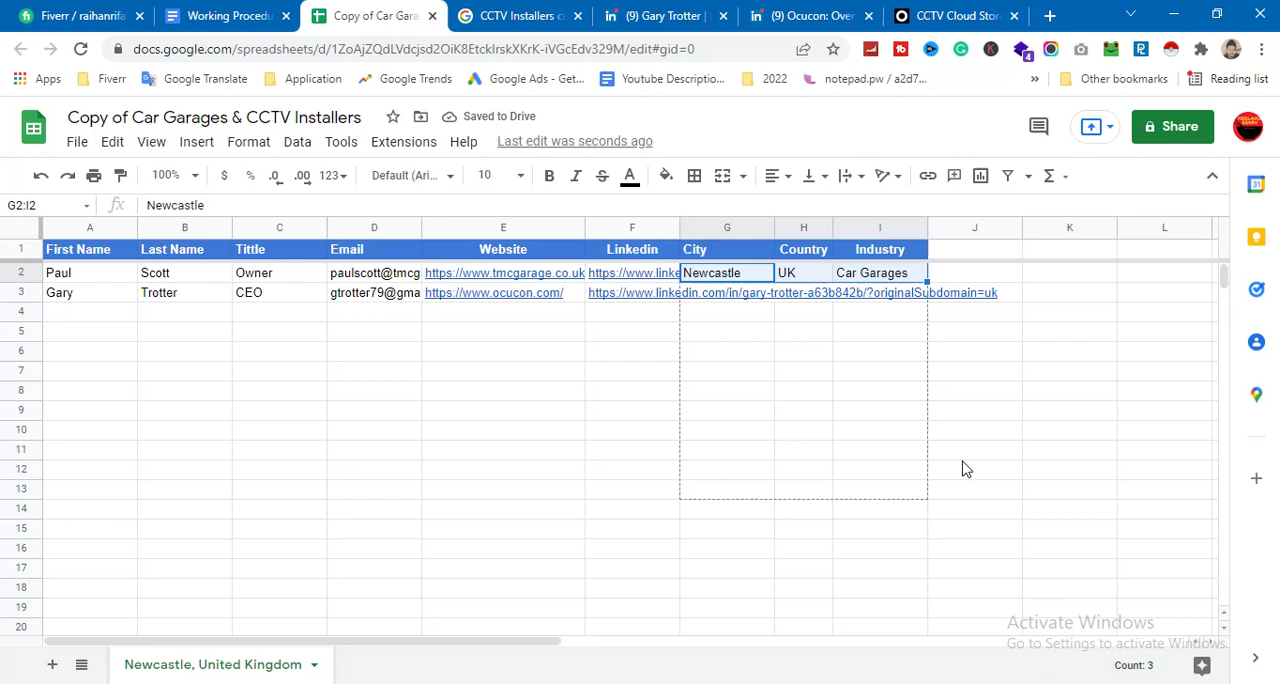 Fiverr / raihanrifa
Working Procedu
Copy of Car Gara
CCTV Installers c
(9) Gary Trotter |
(9) Ocucon: Over
CCTV Cloud Stor
docs.google.com/spreadsheets/d/1ZoAjZQdLVdcjsd2OiK8EtckIrskXKrK-iVGcEdv329M/edit#gid=0
4
Apps
Fiverr
Google Translate
Application
Google Trends
Google Ads - Get...
Youtube Descriptio...
2022
notepad.pw / a2d7...
»
Other bookmarks
Reading list
Copy of Car Garages & CCTV Installers
Saved to Drive
Share
File Edit View Insert Format Data Tools Extensions Help Last edit was seconds ago
100% $ % .0 .00 123 Default (Ari... 10 B I S A
G2:I2 fx Newcastle
A B C D E F G H I J K L
1 First Name Last Name Tittle Email Website Linkedin City Country Industry
2 Paul Scott Owner paulscott@tmcg https://www.tmcgarage.co.uk https://www.linke Newcastle UK Car Garages
3 Gary Trotter CEO gtrotter79@gma https://www.ocucon.com/ https://www.linkedin.com/in/gary-trotter-a63b842b/?originalSubdomain=uk
4
5
6
7
8
9
10
11
12
13
14
15
16
17
18
19
20
Activate Windows
Go to Settings to activate Windows.
Newcastle, United Kingdom
Count: 3
31